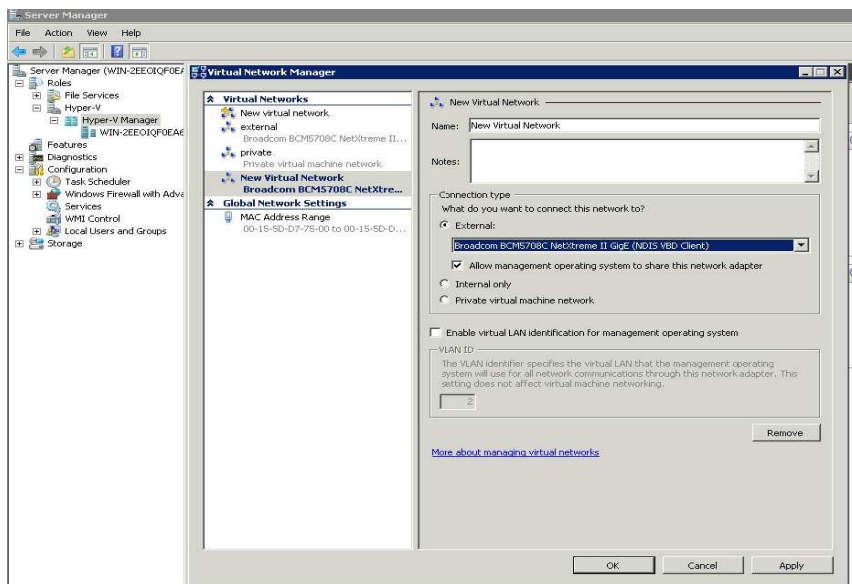 Server Manager
File Action View Help
Server Manager (WIN-2EEOIQF0EA
Roles
File Services
Hyper-V
Hyper-V Manager
WIN-2EEOIQF0EA6
Features
Diagnostics
Configuration
Task Scheduler
Windows Firewall with Adva
Services
WMI Control
Local Users and Groups
Storage
Virtual Network Manager
Virtual Networks
New virtual network
external
Broadcom BCM5708C NetXtreme II...
private
Private virtual machine network
New Virtual Network
Broadcom BCM5708C NetXtre...
Global Network Settings
MAC Address Range
00-15-5D-D7-75-00 to 00-15-5D-D...
New Virtual Network
Name: New Virtual Network
Notes:
Connection type
What do you want to connect this network to?
External:
Broadcom BCM5708C NetXtreme II GigE (NDIS VBD Client)
Allow management operating system to share this network adapter
Internal only
Private virtual machine network
Enable virtual LAN identification for management operating system
VLAN ID
The VLAN identifier specifies the virtual LAN that the management operating
system will use for all network communications through this network adapter. This
setting does not affect virtual machine networking.
2
Remove
More about managing virtual networks
OK Cancel Apply